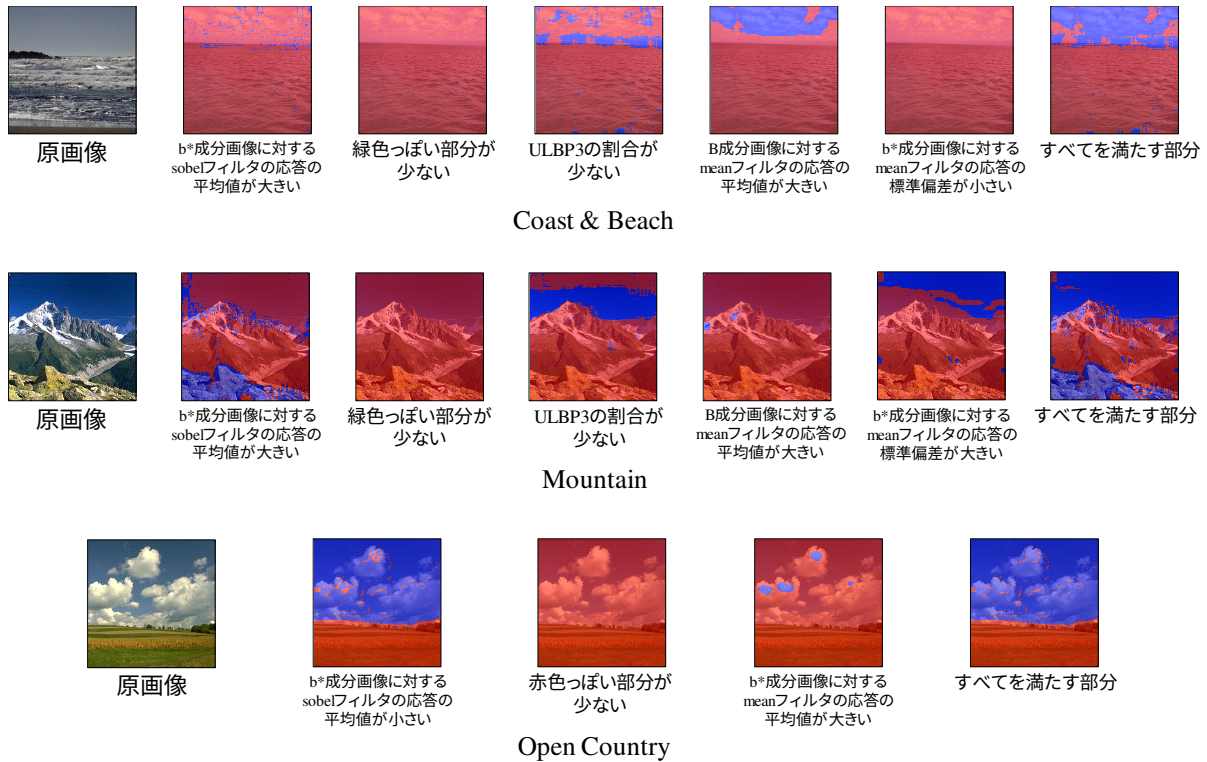 原画像
b*成分画像に対する
sobelフィルタの応答の
平均値が大きい
緑色っぽい部分が
少ない
ULBP3の割合が
少ない
B成分画像に対する
meanフィルタの応答の
平均値が大きい
b*成分画像に対する
meanフィルタの応答の
標準偏差が小さい
すべてを満たす部分
Coast & Beach
原画像
b*成分画像に対する
sobelフィルタの応答の
平均値が大きい
緑色っぽい部分が
少ない
ULBP3の割合が
少ない
B成分画像に対する
meanフィルタの応答の
平均値が大きい
b*成分画像に対する
meanフィルタの応答の
標準偏差が大きい
すべてを満たす部分
Mountain
原画像
b*成分画像に対する
sobelフィルタの応答の
平均値が小さい
赤色っぽい部分が
少ない
b*成分画像に対する
meanフィルタの応答の
平均値が大きい
すべてを満たす部分
Open Country